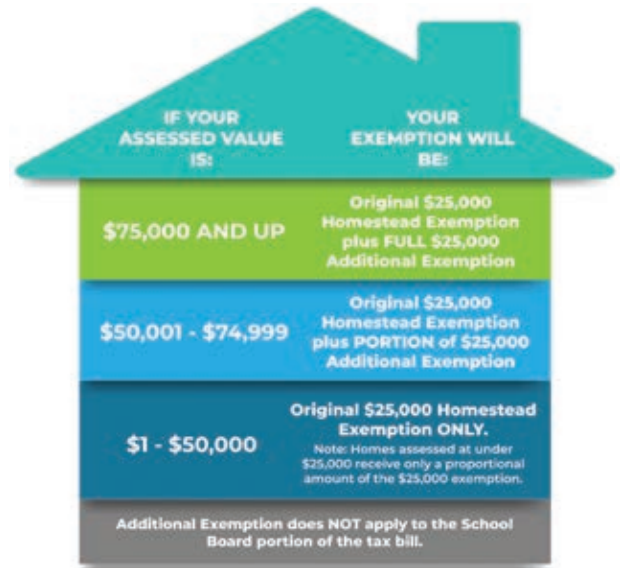 IF YOUR
ASSESSED VALUE
IS:
YOUR
EXEMPTION WILL
BE:
$75,000 AND UP
Original $25,000
Homestead Exemption
plus FULL $25,000
Additional Exemption
$50,001 - $74,999
Original $25,000
Homestead Exemption
plus PORTION of $25,000
Additional Exemption
$1 - $50,000
Original $25,000 Homestead
Exemption ONLY.
Note: Homes assessed at under
$25,000 receive only a proportional
amount of the $25,000 exemption.
Additional Exemption does NOT apply to the School
Board portion of the tax bill.